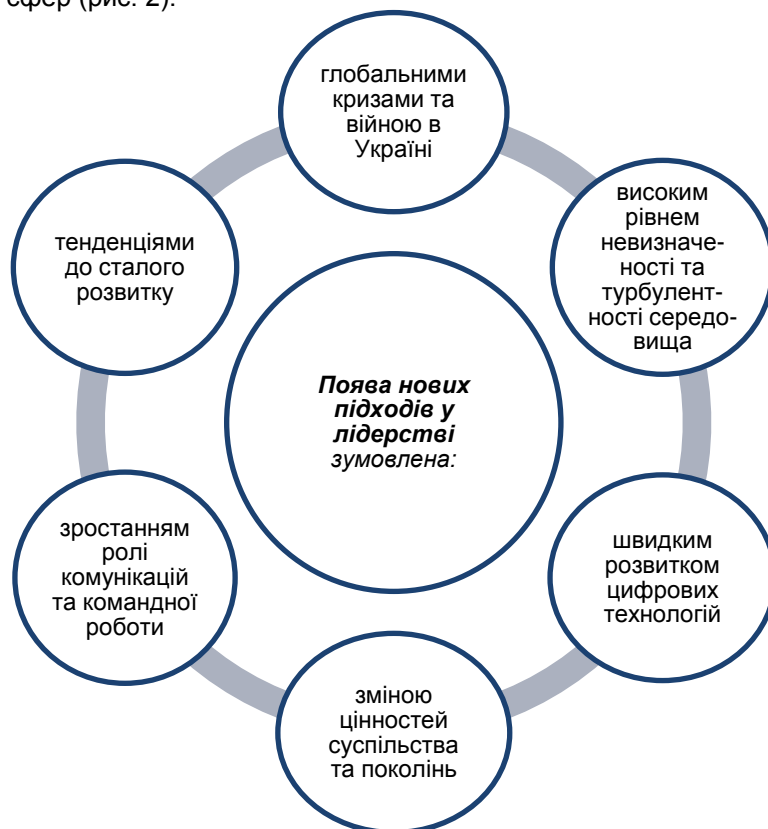 сфер (рис. 2).
глобальними
кризами та
війною в
Україні
високим
рівнем
невизначе-
ності та
турбулент-
ності середо-
вища
швидким
розвитком
цифрових
технологій
зміною
цінностей
суспільства
та поколінь
зростанням
ролі
комунікацій
та командної
роботи
тенденціями
до сталого
розвитку
Поява нових
підходів у
лідерстві
зумовлена: